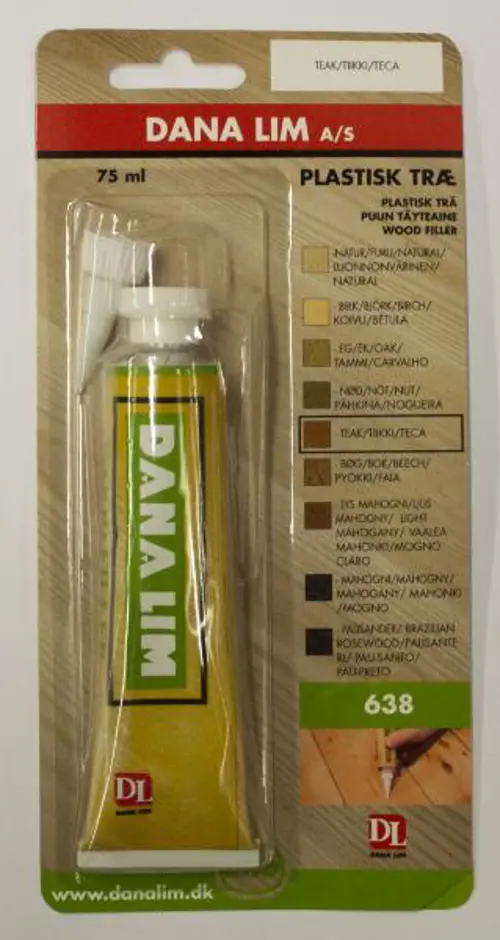 TEAK/TIIKKI/TECA
DANA LIM A/S
75 ml
PLASTISK TRÆ
PLASTISK TRÄ
PUUN TÄYTEAINE
WOOD FILLER
NATUR/FURU/NATURAL/
LUONNONVÄRINEN/
NATURAL
BIRK/BJÖRK/BIRCH/
KOIVU/BÉTULA
EG/EK/OAK/
TAMMI/CARVALHO
NØD/NÖT/NUT/
PÄHKINÄ/NOGUEIRA
TEAK/TIIKKI/TECA
BØG/BOK/BEECH/
PYÖKKI/FAIA
LYS MAHOGNI/LJUS
MAHOGNY/ LIGHT
MAHOGANY/ VAALEA
MAHONKI/MOGNO
CLARO
MAHOGNI/MAHOGNY/
MAHOGANY/ MAHONKI
/MOGNO
PALISANDER/ BRAZILIAN
ROSEWOOD/PALISANTE
RI/ PAU-SANTO/
PAU-PRETO
638
DANA LIM
DL
DANA LIM
DL
DANA LIM
www.danalim.dk